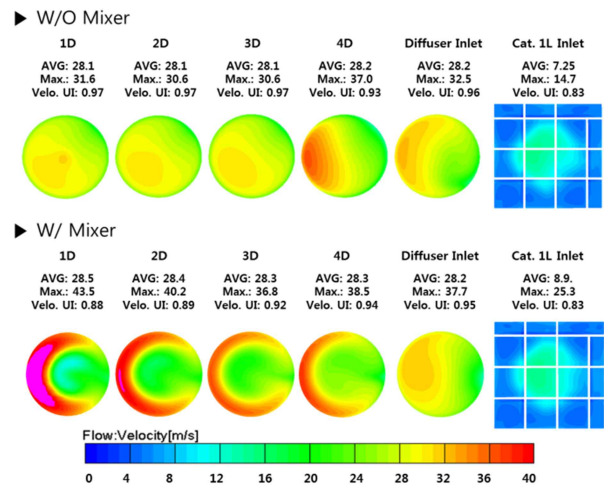 ▶ W/O Mixer
1D 2D 3D 4D Diffuser Inlet Cat. 1L Inlet
AVG: 28.1 AVG: 28.1 AVG: 28.1 AVG: 28.2 AVG: 28.2 AVG: 7.25
Max.: 31.6 Max.: 30.6 Max.: 30.6 Max.: 37.0 Max.: 32.5 Max.: 14.7
Velo. UI: 0.97 Velo. UI: 0.97 Velo. UI: 0.97 Velo. UI: 0.93 Velo. UI: 0.96 Velo. UI: 0.83
▶ W/ Mixer
1D 2D 3D 4D Diffuser Inlet Cat. 1L Inlet
AVG: 28.5 AVG: 28.4 AVG: 28.3 AVG: 28.3 AVG: 28.2 AVG: 8.9.
Max.: 43.5 Max.: 40.2 Max.: 36.8 Max.: 38.5 Max.: 37.7 Max.: 25.3
Velo. UI: 0.88 Velo. UI: 0.89 Velo. UI: 0.92 Velo. UI: 0.94 Velo. UI: 0.95 Velo. UI: 0.83
Flow:Velocity[m/s]
0 4 8 12 16 20 24 28 32 36 40